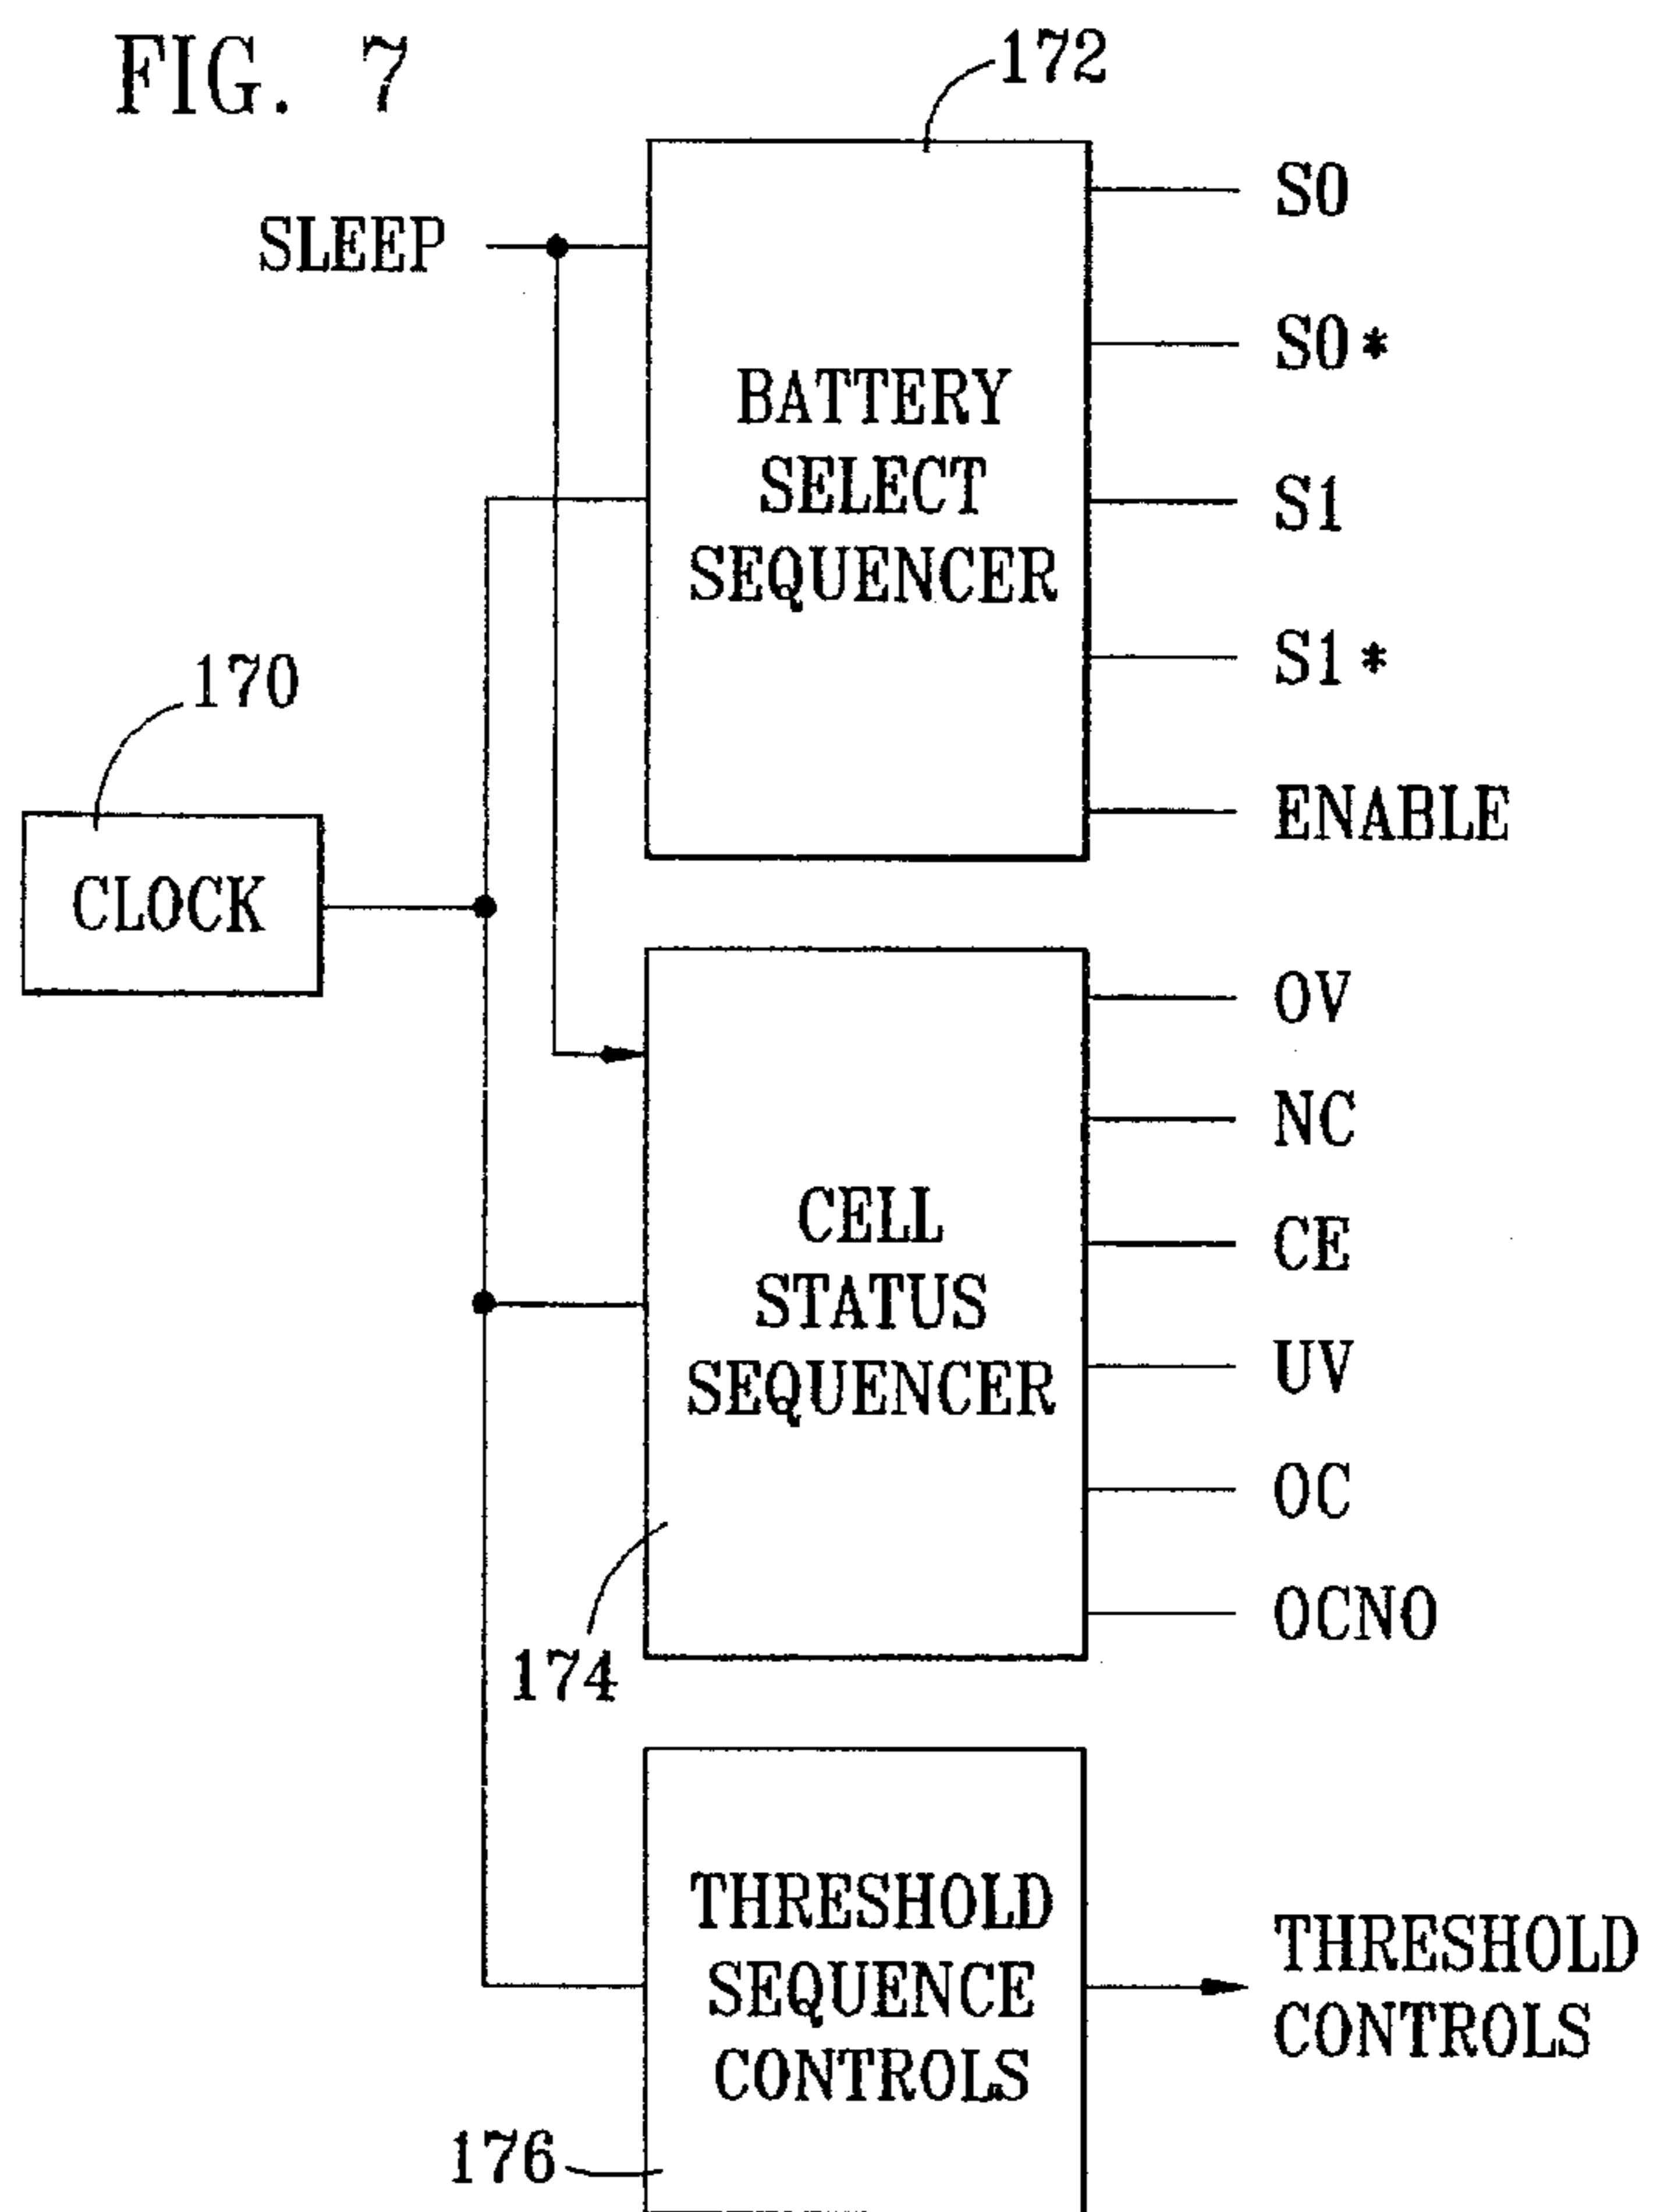 FIG. 7
172
SLEEP
S0
S0*
S1
S1*
ENABLE
BATTERY
SELECT
SEQUENCER
170
CLOCK
OV
NC
CE
UV
OC
OCNO
CELL
STATUS
SEQUENCER
174
THRESHOLD
SEQUENCE
CONTROLS
THRESHOLD
CONTROLS
176